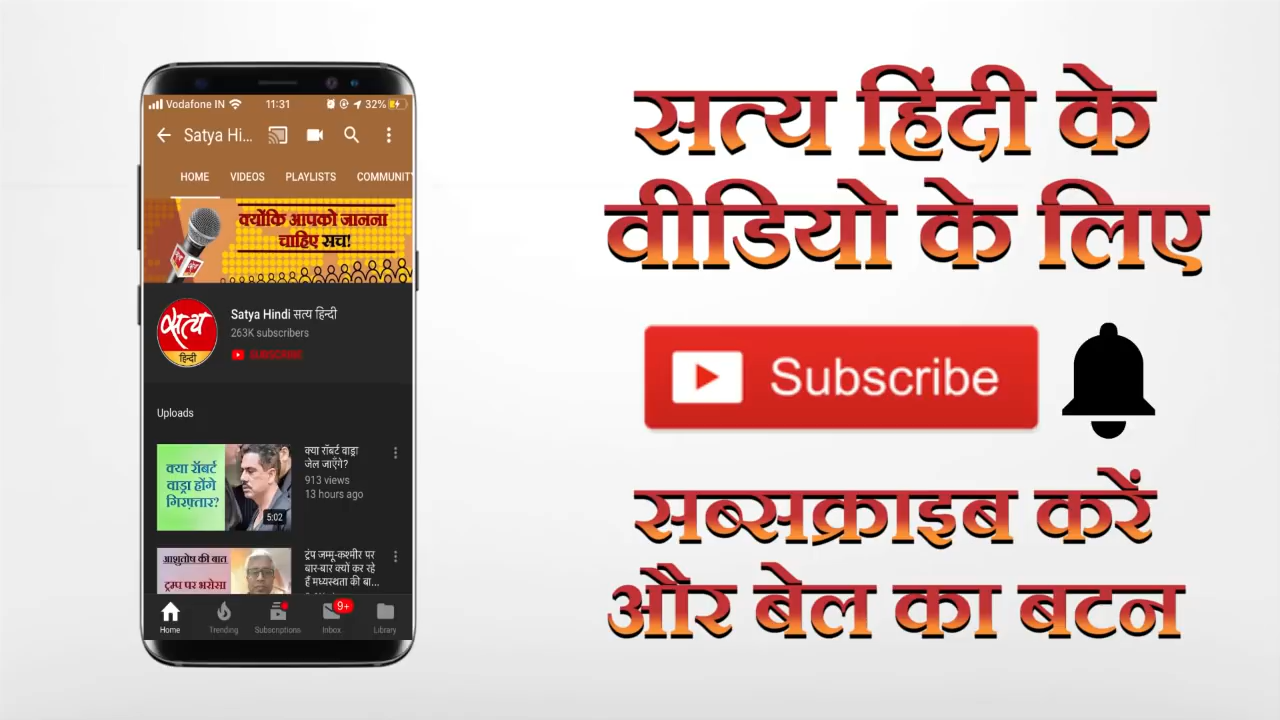 Vodafone IN 11:31 32%
Satya Hi...
HOME VIDEOS PLAYLISTS COMMUNITY
क्योंकि आपको जानना
चाहिए सच!
सत्य
हिन्दी
Satya Hindi सत्य हिन्दी
263K subscribers
SUBSCRIBE
Uploads
क्या रॉबर्ट
वाड्रा होंगे
गिरफ़्तार?
5:02
क्या रॉबर्ट वाड्रा
जेल जाएँगे?
913 views
13 hours ago
आशुतोष की बात
ट्रम्प पर भरोसा
ट्रंप जम्मू-कश्मीर पर
बार-बार क्यों कर रहे
हैं मध्यस्थता की बा...
9+
Home Trending Subscriptions Inbox Library
सत्य हिंदी के
वीडियो के लिए
Subscribe
सब्सक्राइब करें
और बेल का बटन